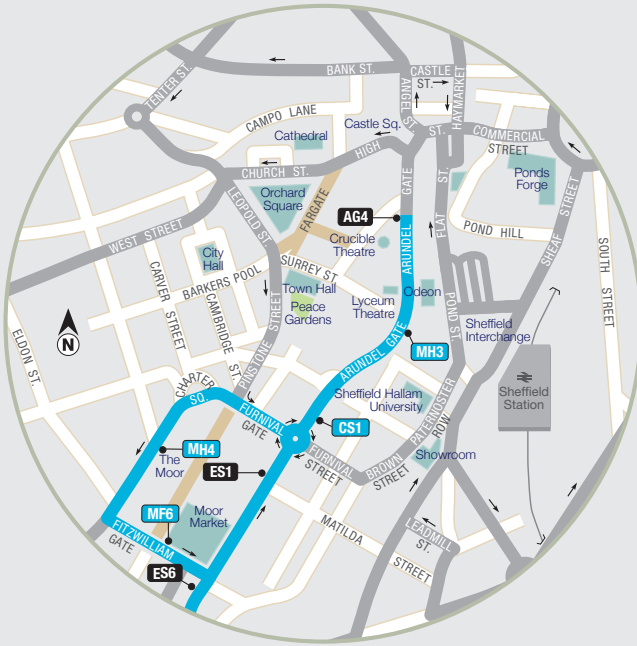 BANK ST.
CASTLE
ST.
TENTER ST.
ANGEL ST.
HAYMARKET
CAMPO LANE
Castle Sq.
Cathedral
HIGH
ST.
COMMERCIAL
STREET
CHURCH ST.
Ponds
Forge
Orchard
Square
FARGATE
LEOPOLD ST.
GATE
AG4
FLAT
ST.
SHEAF STREET
WEST STREET
Crucible
Theatre
POND HILL
City
Hall
SURREY ST.
ARUNDEL
SOUTH STREET
BARKERS POOL
CARVER STREET
CAMBRIDGE ST.
Town Hall
Peace
Gardens
Lyceum
Theatre
Odeon
POND ST.
Sheffield
Interchange
N
ELDON ST.
PINSTONE STREET
ARUNDEL GATE
MH3
CHARTER
SQ.
Sheffield Hallam
University
PATERNOSTER
ROW
Sheffield
Station
FURNIVAL
GATE
CS1
FURNIVAL
STREET
BROWN
STREET
Showroom
MH4
The
Moor
ES1
MF6
Moor
Market
FITZWILLIAM
GATE
MATILDA
STREET
LEADMILL
ST.
ES6